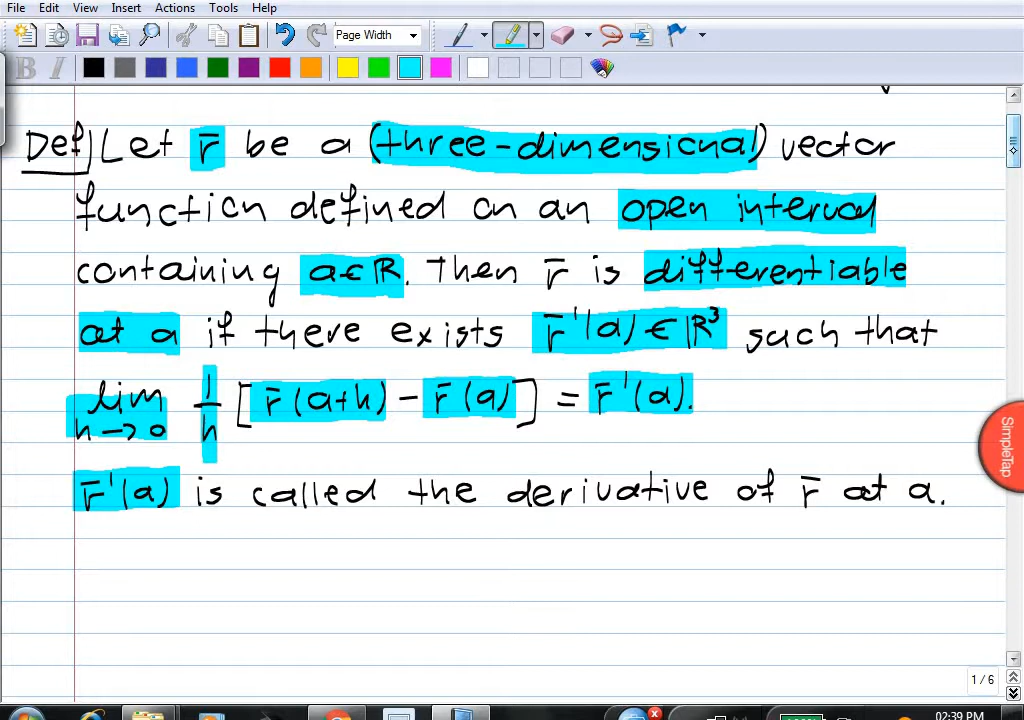 File Edit View Insert Actions Tools Help
Page Width
B I
Def) Let r̄ be a (three-dimensional) vector
function defined on an open interval
containing a∈ℝ. Then r̄ is differentiable
at a if there exists r̄'(a) ∈ ℝ³ such that
lim 1/h [r̄(a+h) - r̄(a)] = r̄'(a).
h→0
r̄'(a) is called the derivative of r̄ at a.
SimpleTap
1 / 6
02:39 PM